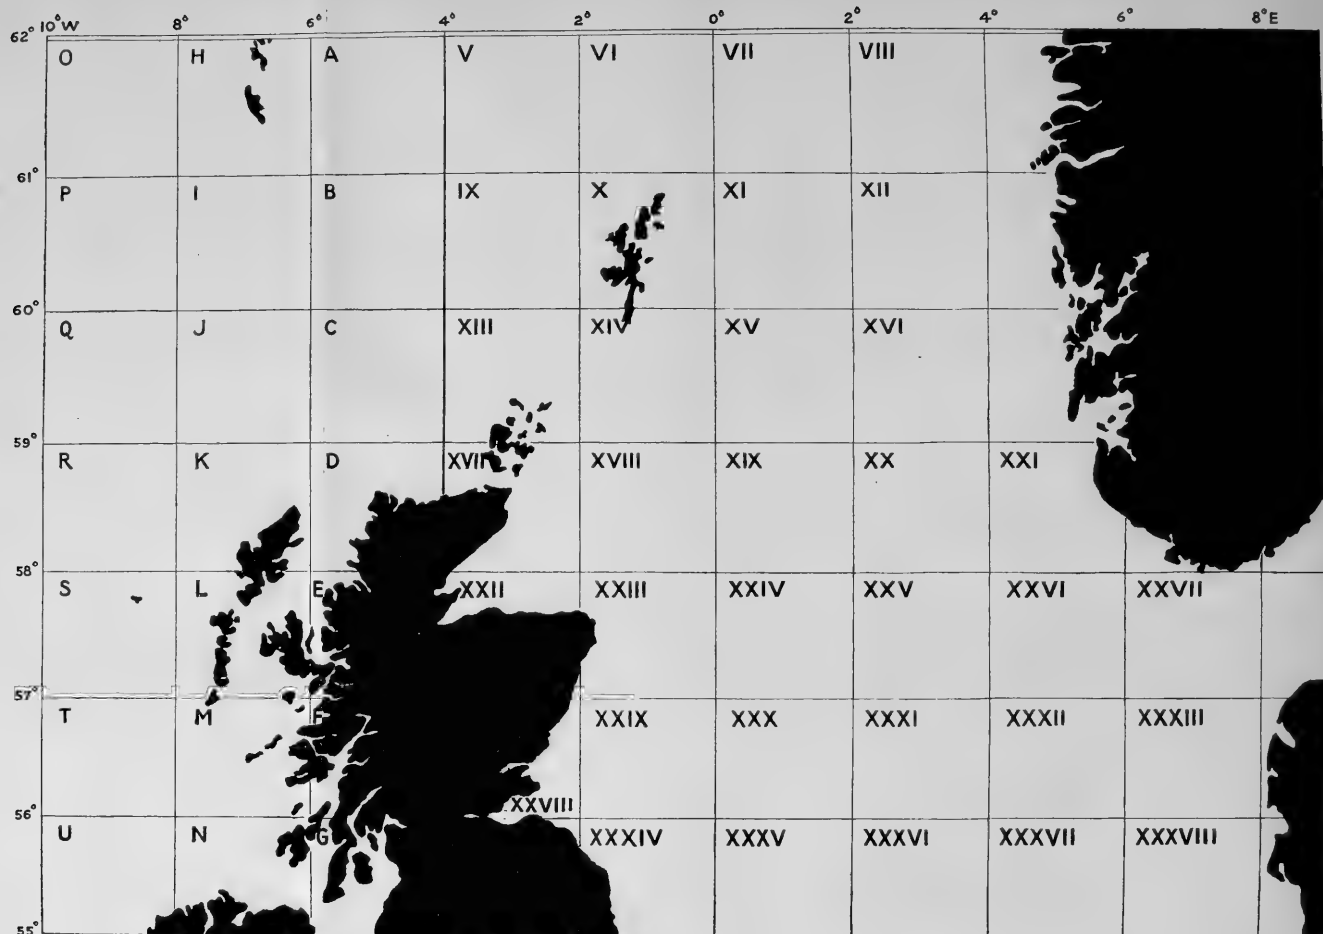 10°W 8° 6° 4° 2° 0° 2° 4° 6° 8°E
62°
O H A V VI VII VIII
61°
P I B IX X XI XII
60°
Q J C XIII XIV XV XVI
59°
R K D XVII XVIII XIX XX XXI
58°
S L E XXII XXIII XXIV XXV XXVI XXVII
57°
T M F XXIX XXX XXXI XXXII XXXIII
XXVIII
56°
U N G XXXIV XXXV XXXVI XXXVII XXXVIII
55°